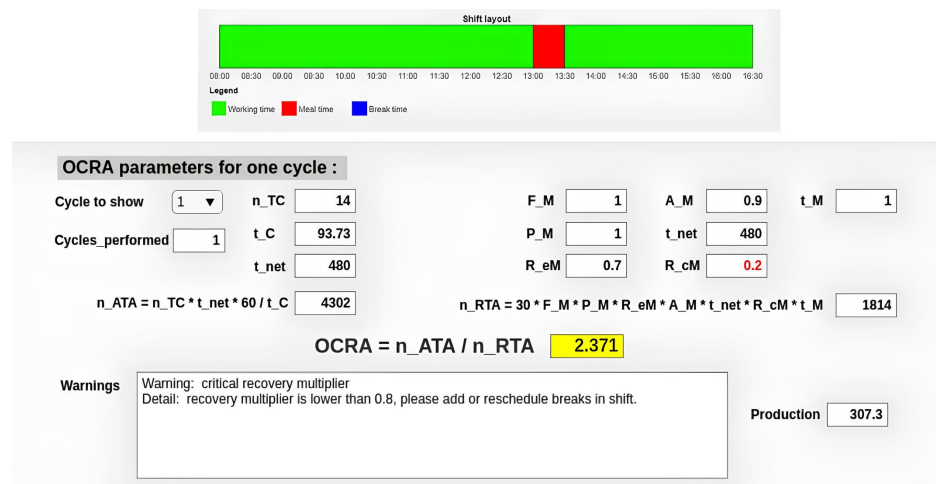 Shift layout
08:00 08:30 09:00 09:30 10:00 10:30 11:00 11:30 12:00 12:30 13:00 13:30 14:00 14:30 15:00 15:30 16:00 16:30
Legend
Working time Meal time Break time
OCRA parameters for one cycle :
Cycle to show 1 ▼ n_TC 14 F_M 1 A_M 0.9 t_M 1
Cycles_performed 1 t_C 93.73 P_M 1 t_net 480
t_net 480 R_eM 0.7 R_cM 0.2
n_ATA = n_TC * t_net * 60 / t_C 4302 n_RTA = 30 * F_M * P_M * R_eM * A_M * t_net * R_cM * t_M 1814
OCRA = n_ATA / n_RTA 2.371
Warnings Warning: critical recovery multiplier
Detail: recovery multiplier is lower than 0.8, please add or reschedule breaks in shift.
Production 307.3